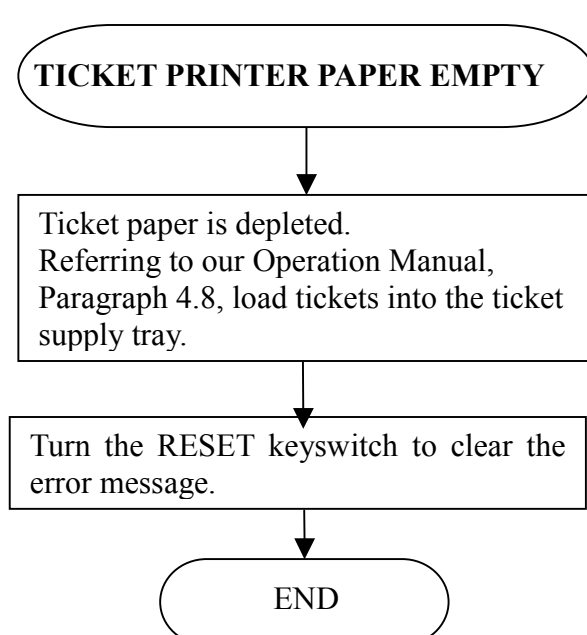 TICKET PRINTER PAPER EMPTY
Ticket paper is depleted.
Referring to our Operation Manual,
Paragraph 4.8, load tickets into the ticket
supply tray.
Turn the RESET keyswitch to clear the
error message.
END